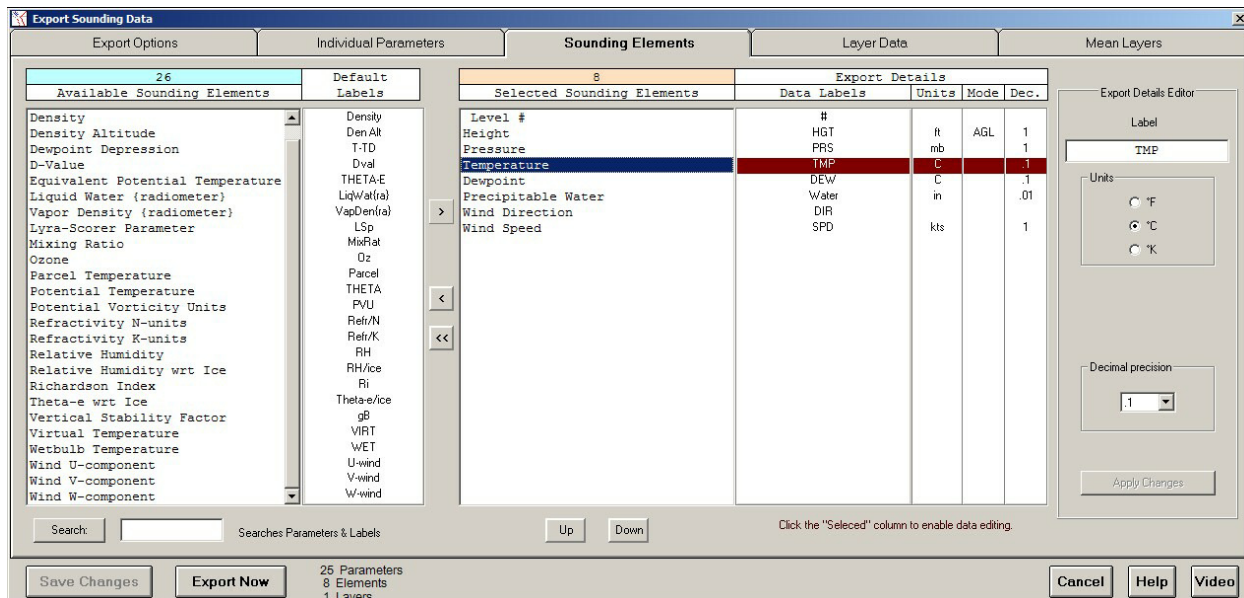 Export Sounding Data
Export Options Individual Parameters Sounding Elements Layer Data Mean Layers
26 Default
Available Sounding Elements Labels
Density Density
Density Altitude Den Alt
Dewpoint Depression T-TD
D-Value Dval
Equivalent Potential Temperature THETA-E
Liquid Water {radiometer} LiqWat{ra}
Vapor Density {radiometer} VapDen{ra}
Lyra-Scorer Parameter LSp
Mixing Ratio MixRat
Ozone Oz
Parcel Temperature Parcel
Potential Temperature THETA
Potential Vorticity Units PVU
Refractivity N-units Refr/N
Refractivity K-units Refr/K
Relative Humidity RH
Relative Humidity wrt Ice RH/ice
Richardson Index Ri
Theta-e wrt Ice Theta-e/ice
Vertical Stability Factor gB
Virtual Temperature VIRT
Wetbulb Temperature WET
Wind U-component U-wind
Wind V-component V-wind
Wind W-component W-wind
>
<
<<
8 Export Details
Selected Sounding Elements Data Labels Units Mode Dec.
Level # #
Height HGT ft AGL 1
Pressure PRS mb 1
Temperature TMP C .1
Dewpoint DEW C .1
Precipitable Water Water in .01
Wind Direction DIR
Wind Speed SPD kts 1
Export Details Editor
Label
TMP
Units
°F
°C
°K
Decimal precision
.1
Apply Changes
Search: Searches Parameters & Labels Up Down Click the "Seleced" column to enable data editing.
Save Changes Export Now
25 Parameters
8 Elements
1 Layers
Cancel Help Video